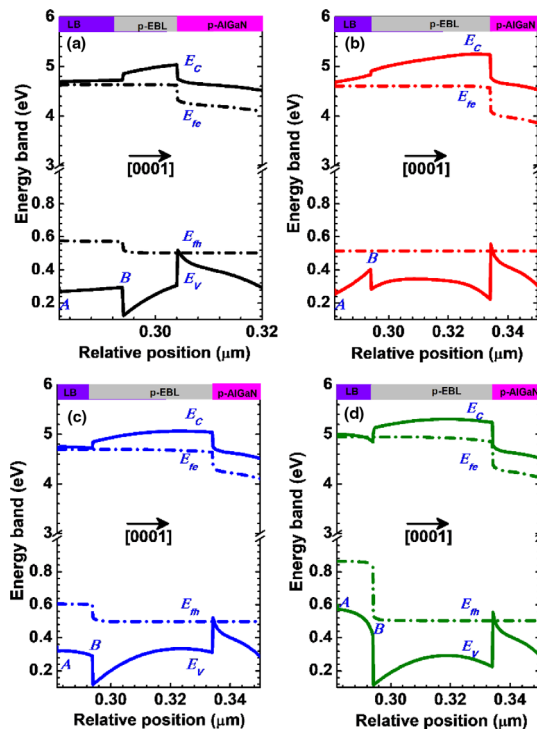 LB p-EBL p-AlGaN
(a)
E_C
E_fe
[0001]
E_fh
B
E_V
A
Energy band (eV)
6
5
4
0.6
0.4
0.2
0.30 0.32
Relative position (μm)
LB p-EBL p-AlGaN
(b)
E_C
E_fe
[0001]
E_fh
B
E_V
A
Energy band (eV)
6
5
4
0.8
0.6
0.4
0.2
0.30 0.32 0.34
Relative position (μm)
LB p-EBL p-AlGaN
(c)
E_C
E_fe
[0001]
E_fh
A B
E_V
Energy band (eV)
6
5
4
0.8
0.6
0.4
0.2
0.30 0.32 0.34
Relative position (μm)
LB p-EBL p-AlGaN
(d)
E_C
E_fe
[0001]
A
E_fh
B
E_V
Energy band (eV)
6
5
4
0.8
0.6
0.4
0.2
0.30 0.32 0.34
Relative position (μm)